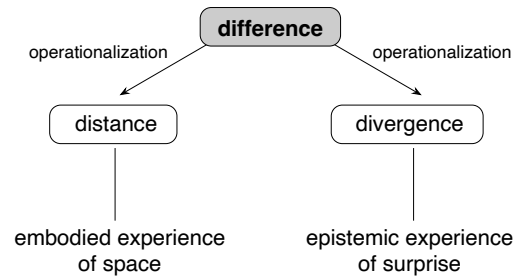 difference
operationalization
operationalization
distance
divergence
embodied experience
of space
epistemic experience
of surprise